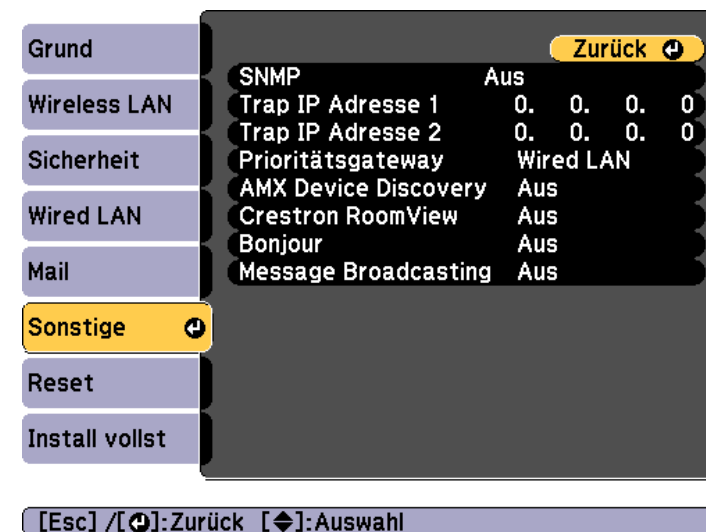 Grund
Wireless LAN
Sicherheit
Wired LAN
Mail
Sonstige
Reset
Install vollst
Zurück
SNMP Aus
Trap IP Adresse 1 0. 0. 0. 0
Trap IP Adresse 2 0. 0. 0. 0
Prioritätsgateway Wired LAN
AMX Device Discovery Aus
Crestron RoomView Aus
Bonjour Aus
Message Broadcasting Aus
[Esc] /[⏎]:Zurück [◆]:Auswahl